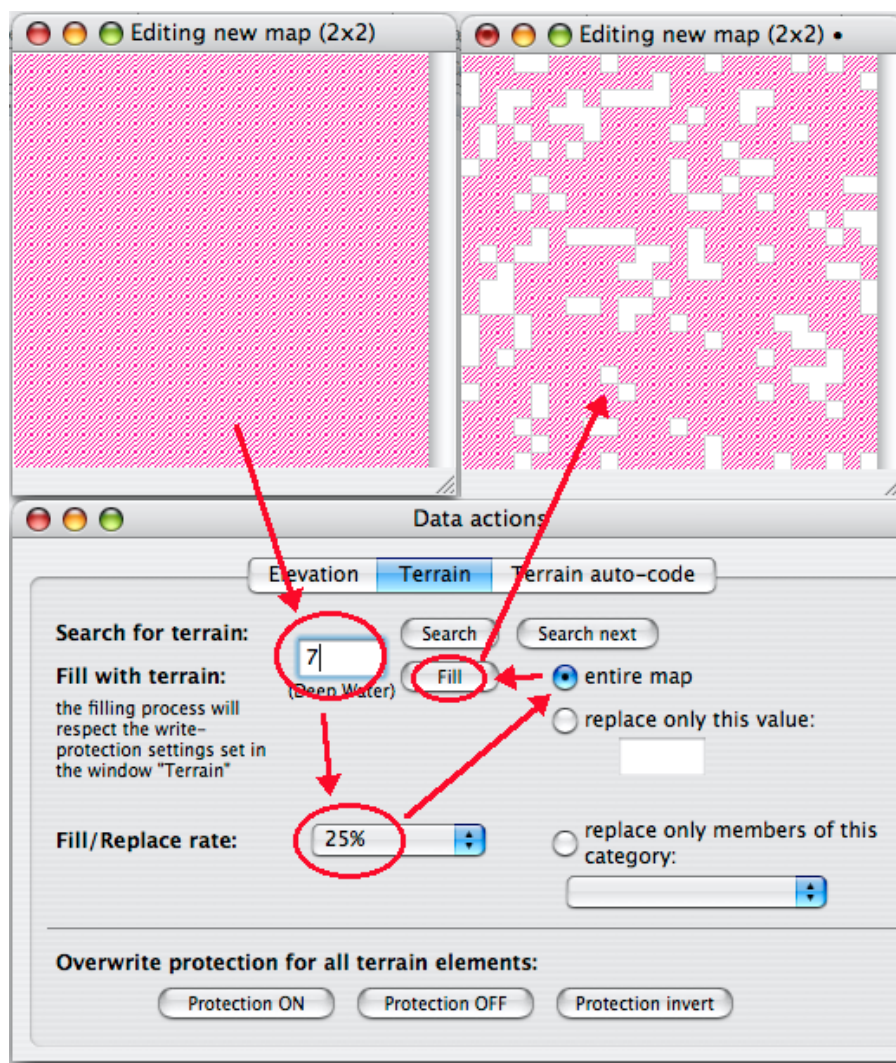 Editing new map (2x2)
Editing new map (2x2) •
Data actions
Elevation Terrain Terrain auto-code
Search for terrain:
7
Search Search next
Fill with terrain:
(Deep Water)
Fill
entire map
the filling process will
respect the write-
protection settings set in
the window "Terrain"
replace only this value:
Fill/Replace rate:
25%
replace only members of this
category:
Overwrite protection for all terrain elements:
Protection ON Protection OFF Protection invert